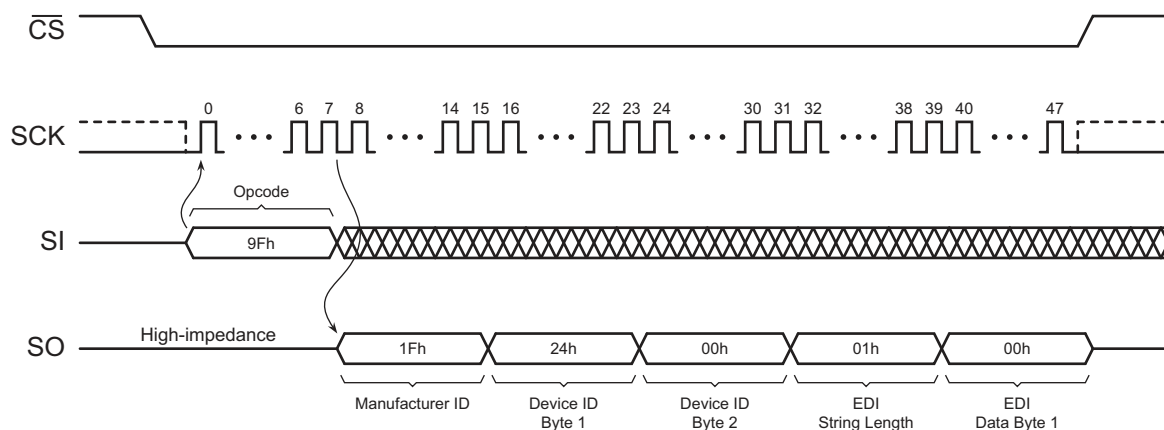 CS
0 6 7 8 14 15 16 22 23 24 30 31 32 38 39 40 47
SCK
Opcode
SI
9Fh
High-impedance
SO
1Fh 24h 00h 01h 00h
Manufacturer ID Device ID Device ID EDI EDI
Byte 1 Byte 2 String Length Data Byte 1